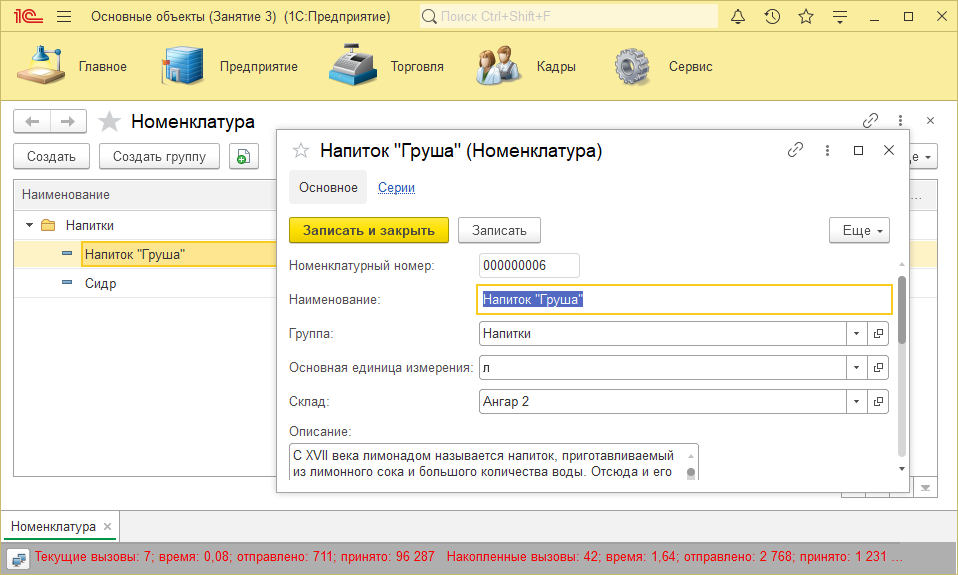 1С Основные объекты (Занятие 3) (1С:Предприятие) Поиск Ctrl+Shift+F
Главное Предприятие Торговля Кадры Сервис
Номенклатура
Создать Создать группу
Наименование
Напитки
Напиток "Груша"
Сидр
Напиток "Груша" (Номенклатура)
Основное Серии
Записать и закрыть Записать Еще
Номенклатурный номер: 000000006
Наименование: Напиток "Груша"
Группа: Напитки
Основная единица измерения: л
Склад: Ангар 2
Описание:
С XVII века лимонадом называется напиток, приготавливаемый
из лимонного сока и большого количества воды. Отсюда и его
Номенклатура
Текущие вызовы: 7; время: 0,08; отправлено: 711; принято: 96 287 Накопленные вызовы: 42; время: 1,64; отправлено: 2 768; принято: 1 231 ...